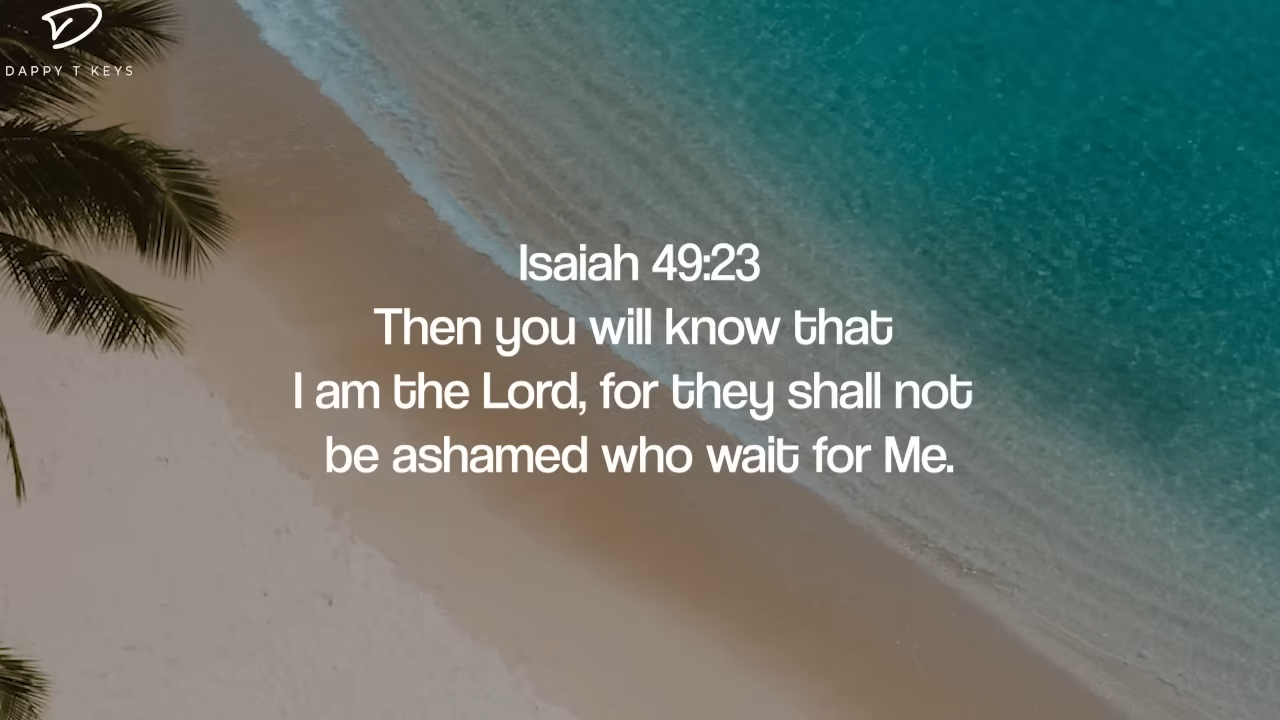 DAPPY T KEYS
Isaiah 49:23
Then you will know that
I am the Lord, for they shall not
be ashamed who wait for Me.